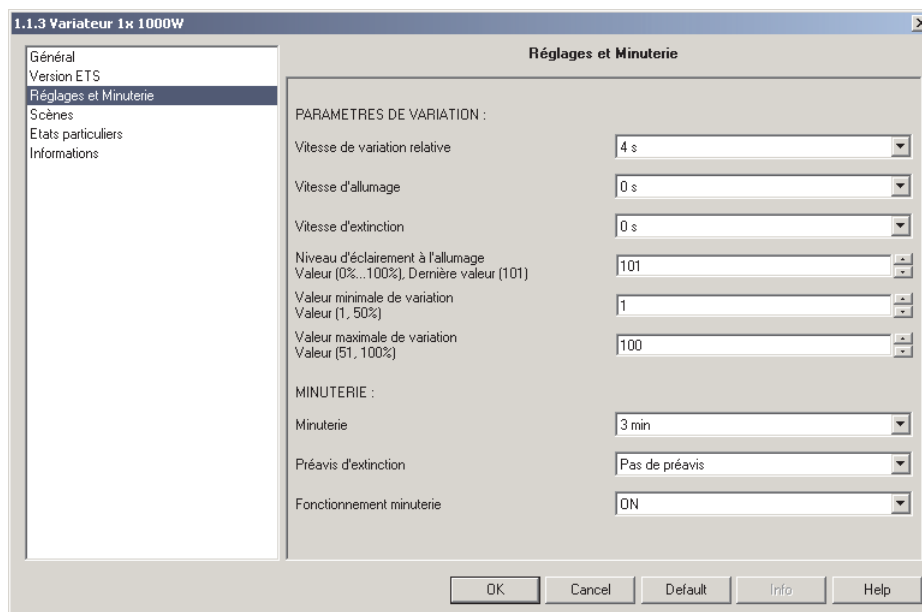 1.1.3 Variateur 1x 1000W
Général
Version ETS
Réglages et Minuterie
Scènes
Etats particuliers
Informations
Réglages et Minuterie
PARAMETRES DE VARIATION :
Vitesse de variation relative
4 s
Vitesse d'allumage
0 s
Vitesse d'extinction
0 s
Niveau d'éclairement à l'allumage
Valeur (0%...100%), Dernière valeur (101)
101
Valeur minimale de variation
Valeur (1, 50%)
1
Valeur maximale de variation
Valeur (51, 100%)
100
MINUTERIE :
Minuterie
3 min
Préavis d'extinction
Pas de préavis
Fonctionnement minuterie
ON
OK
Cancel
Default
Info
Help